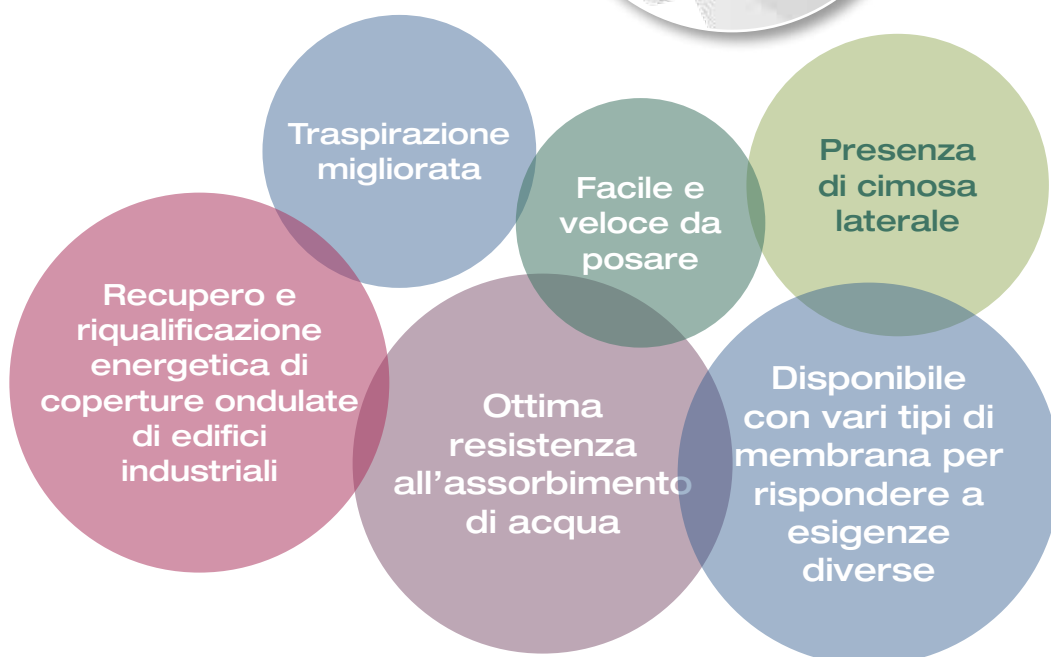 Traspirazione
migliorata
Facile e
veloce da
posare
Presenza
di cimosa
laterale
Recupero e
riqualificazione
energetica di
coperture ondulate
di edifici
industriali
Ottima
resistenza
all’assorbimento
di acqua
Disponibile
con vari tipi di
membrana per
rispondere a
esigenze
diverse